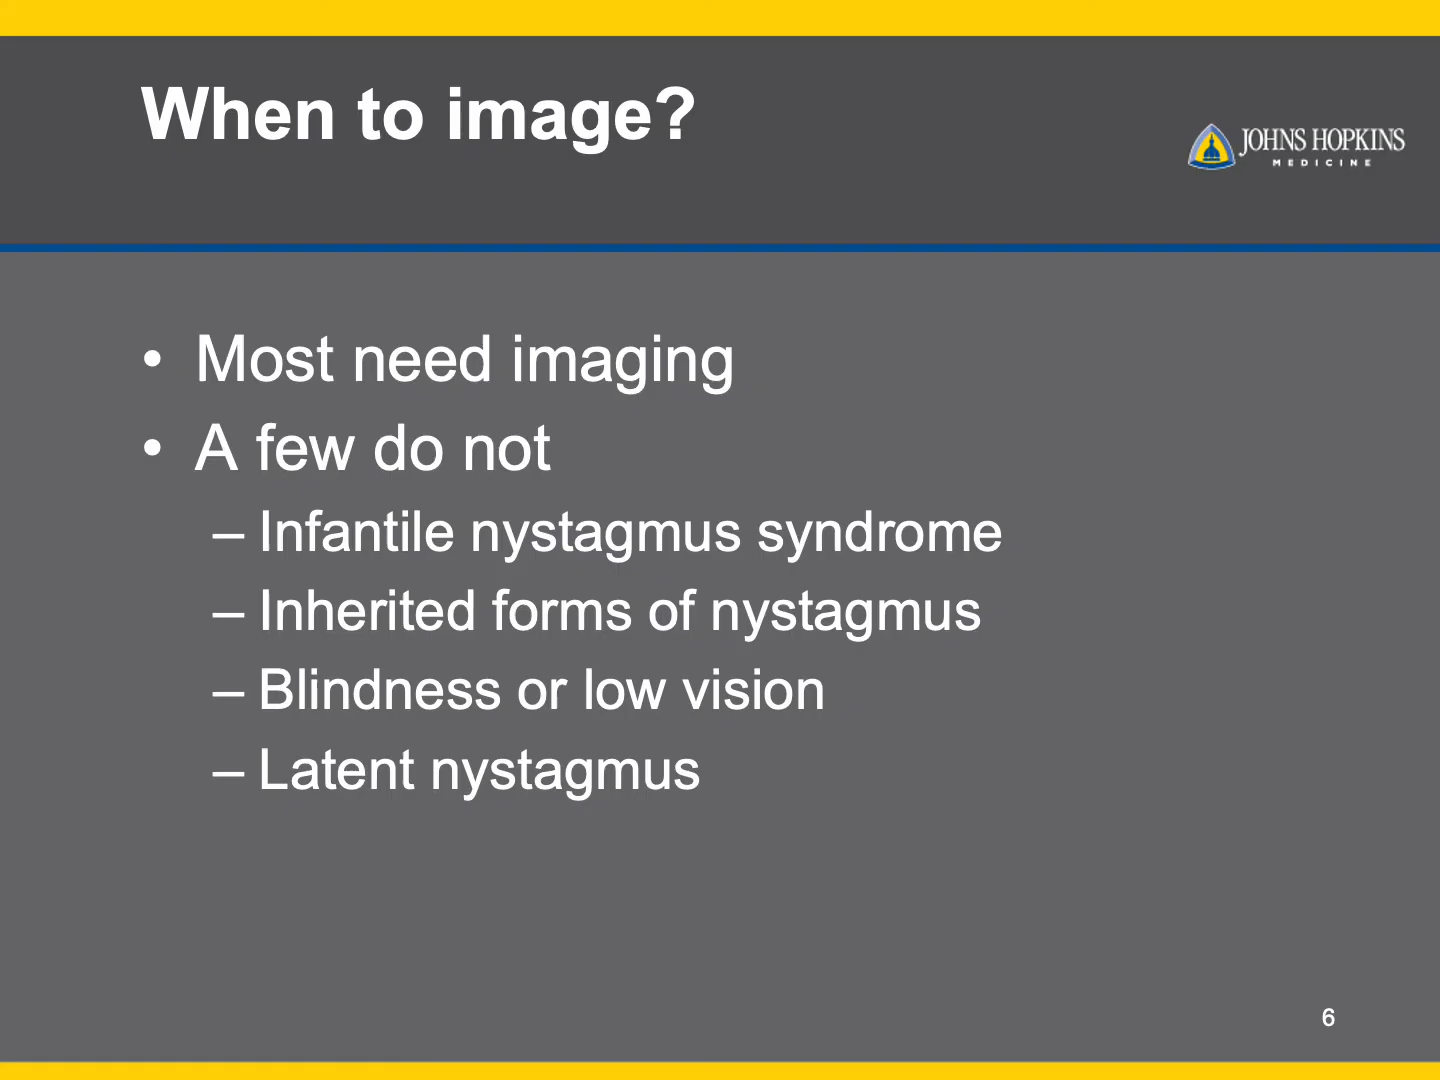 When to image?
JOHNS HOPKINS
MEDICINE
• Most need imaging
• A few do not
– Infantile nystagmus syndrome
– Inherited forms of nystagmus
– Blindness or low vision
– Latent nystagmus
6